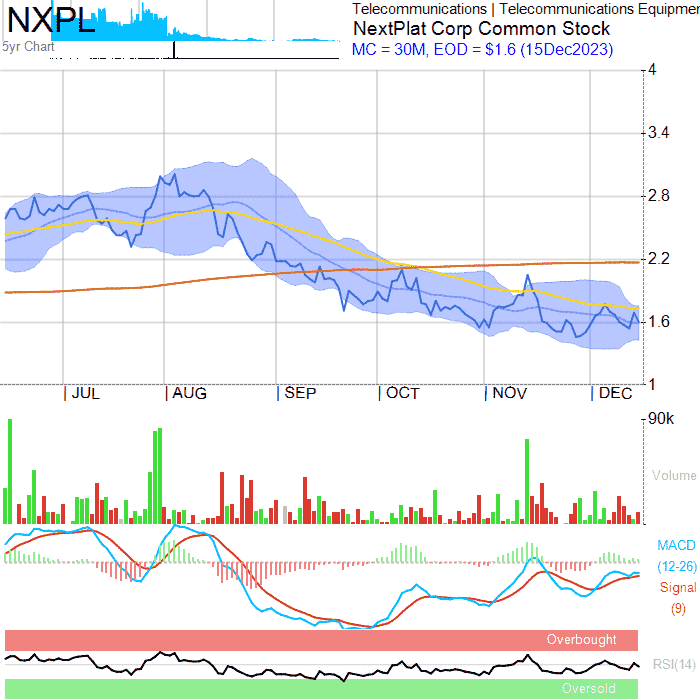 NXPL
5yr Chart
Telecommunications | Telecommunications Equipmen
NextPlat Corp Common Stock
MC = 30M, EOD = $1.6 (15Dec2023)
4
3.4
2.8
2.2
1.6
1
| JUL | AUG | SEP | OCT | NOV | DEC
90k
Volume
MACD
(12-26)
Signal
(9)
Overbought
RSI(14)
Oversold